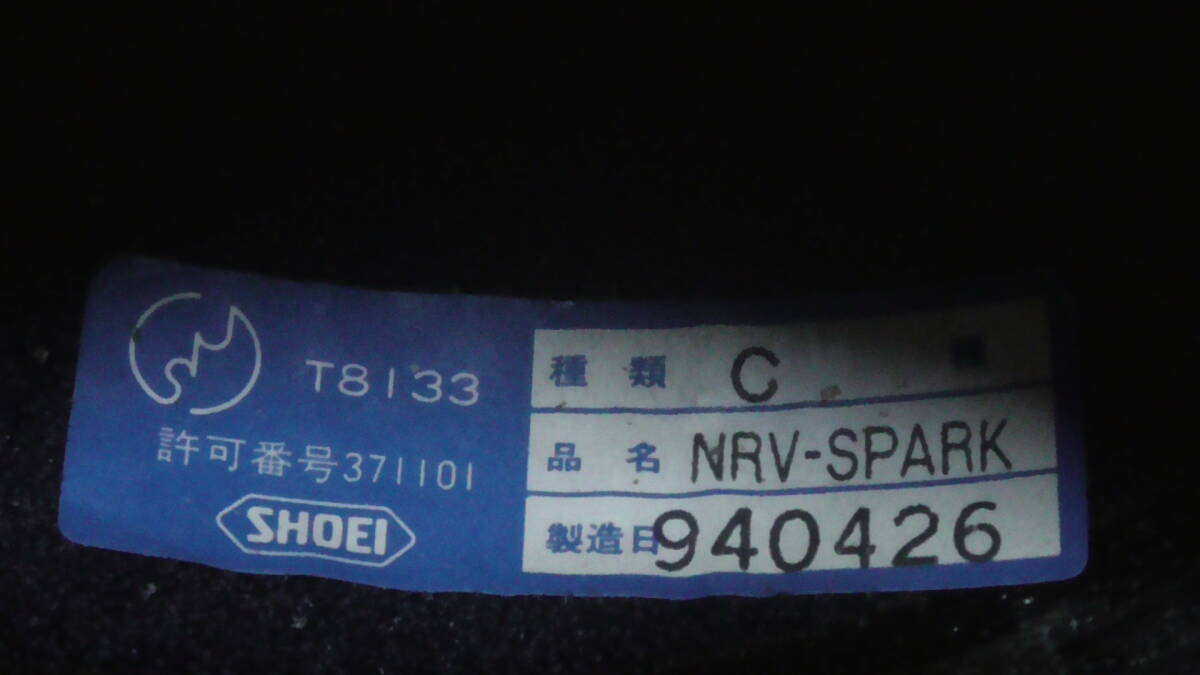 T8133
許可番号371101
SHOEI
種類 C 種
品名 NRV-SPARK
製造日 940426